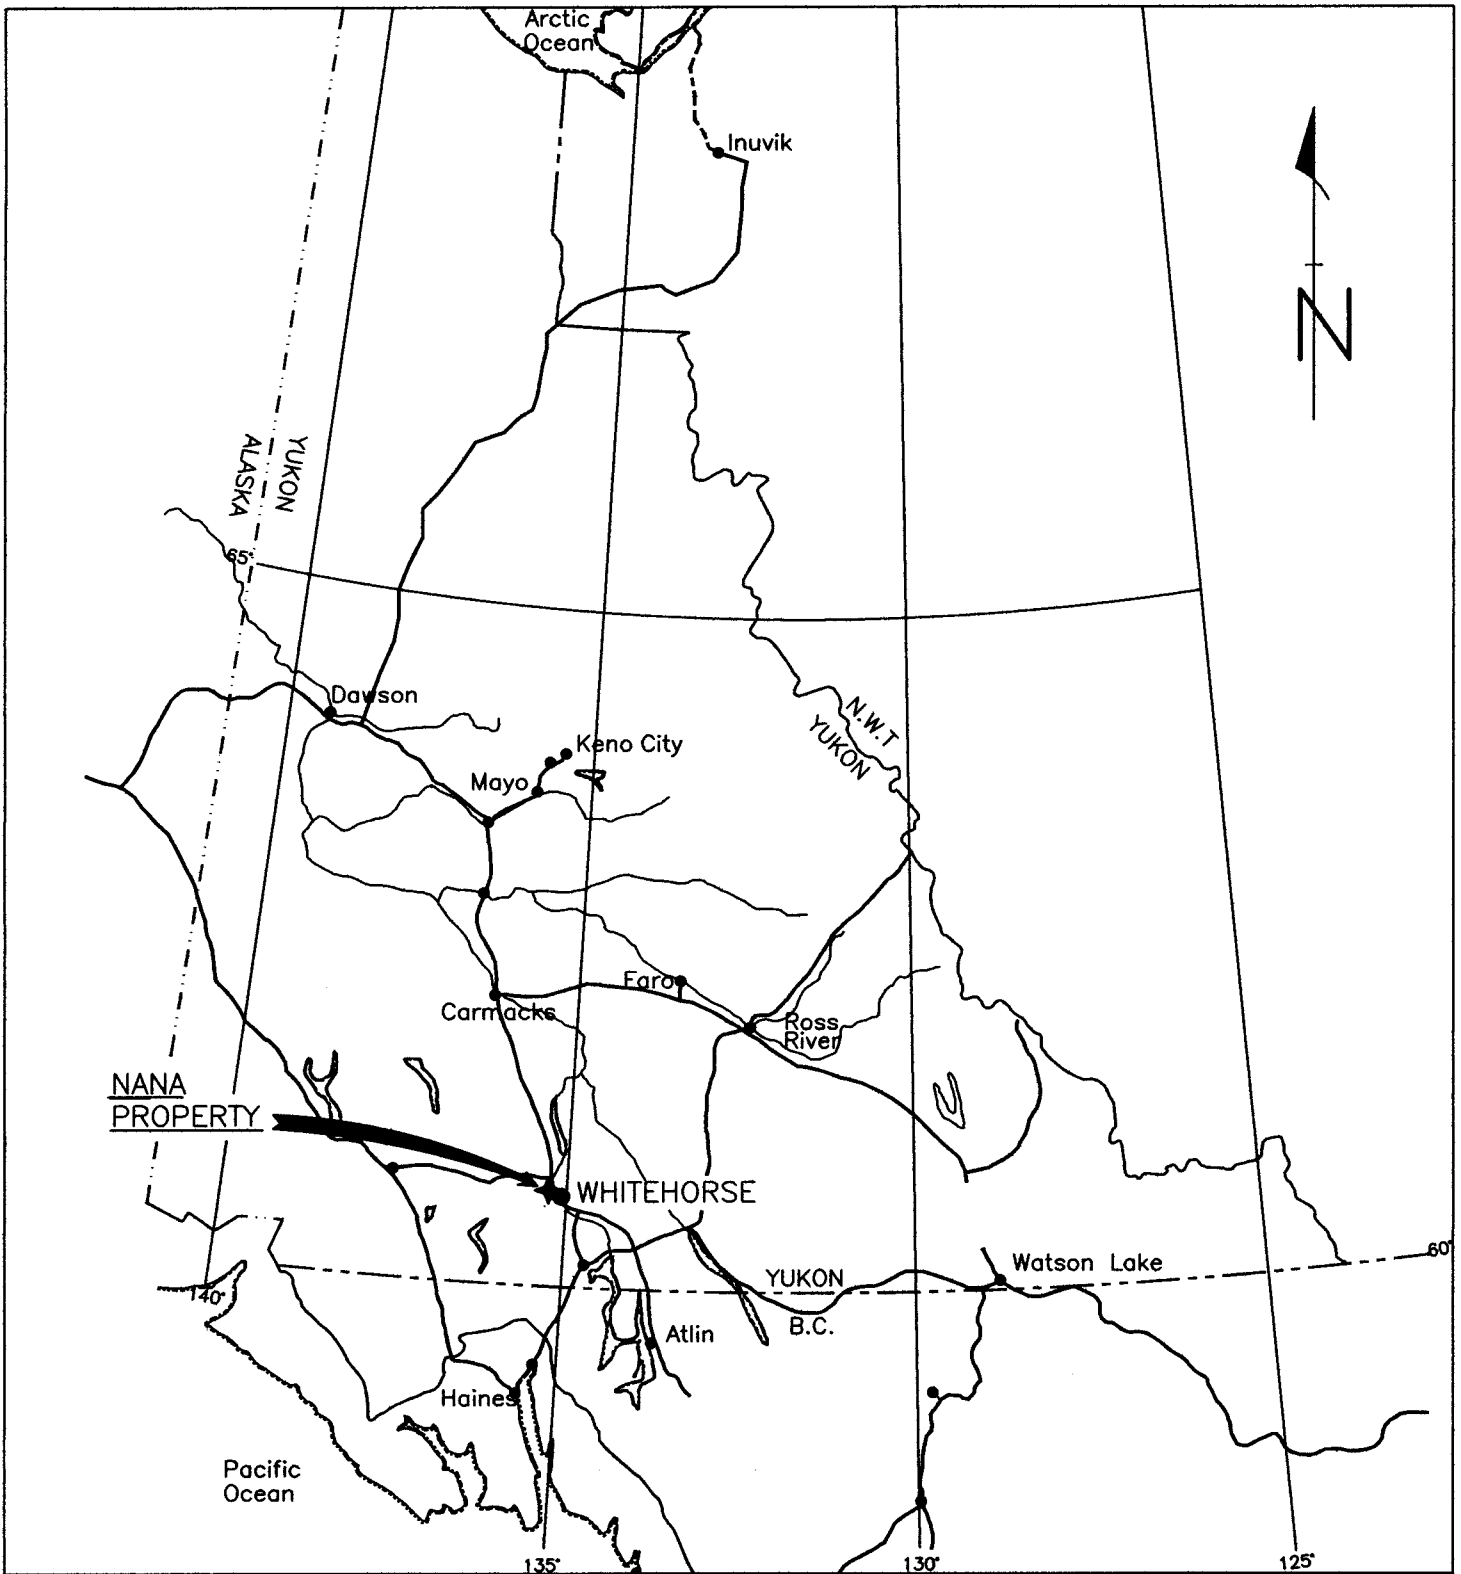 Arctic
Ocean
Inuvik
N
YUKON
ALASKA
65°
Dawson
N.W.T
YUKON
Keno City
Mayo
Faro
Carmacks
Ross
River
NANA
PROPERTY
WHITEHORSE
60°
Watson Lake
YUKON
140°
B.C.
Atlin
Haines
Pacific
Ocean
135°
130°
125°